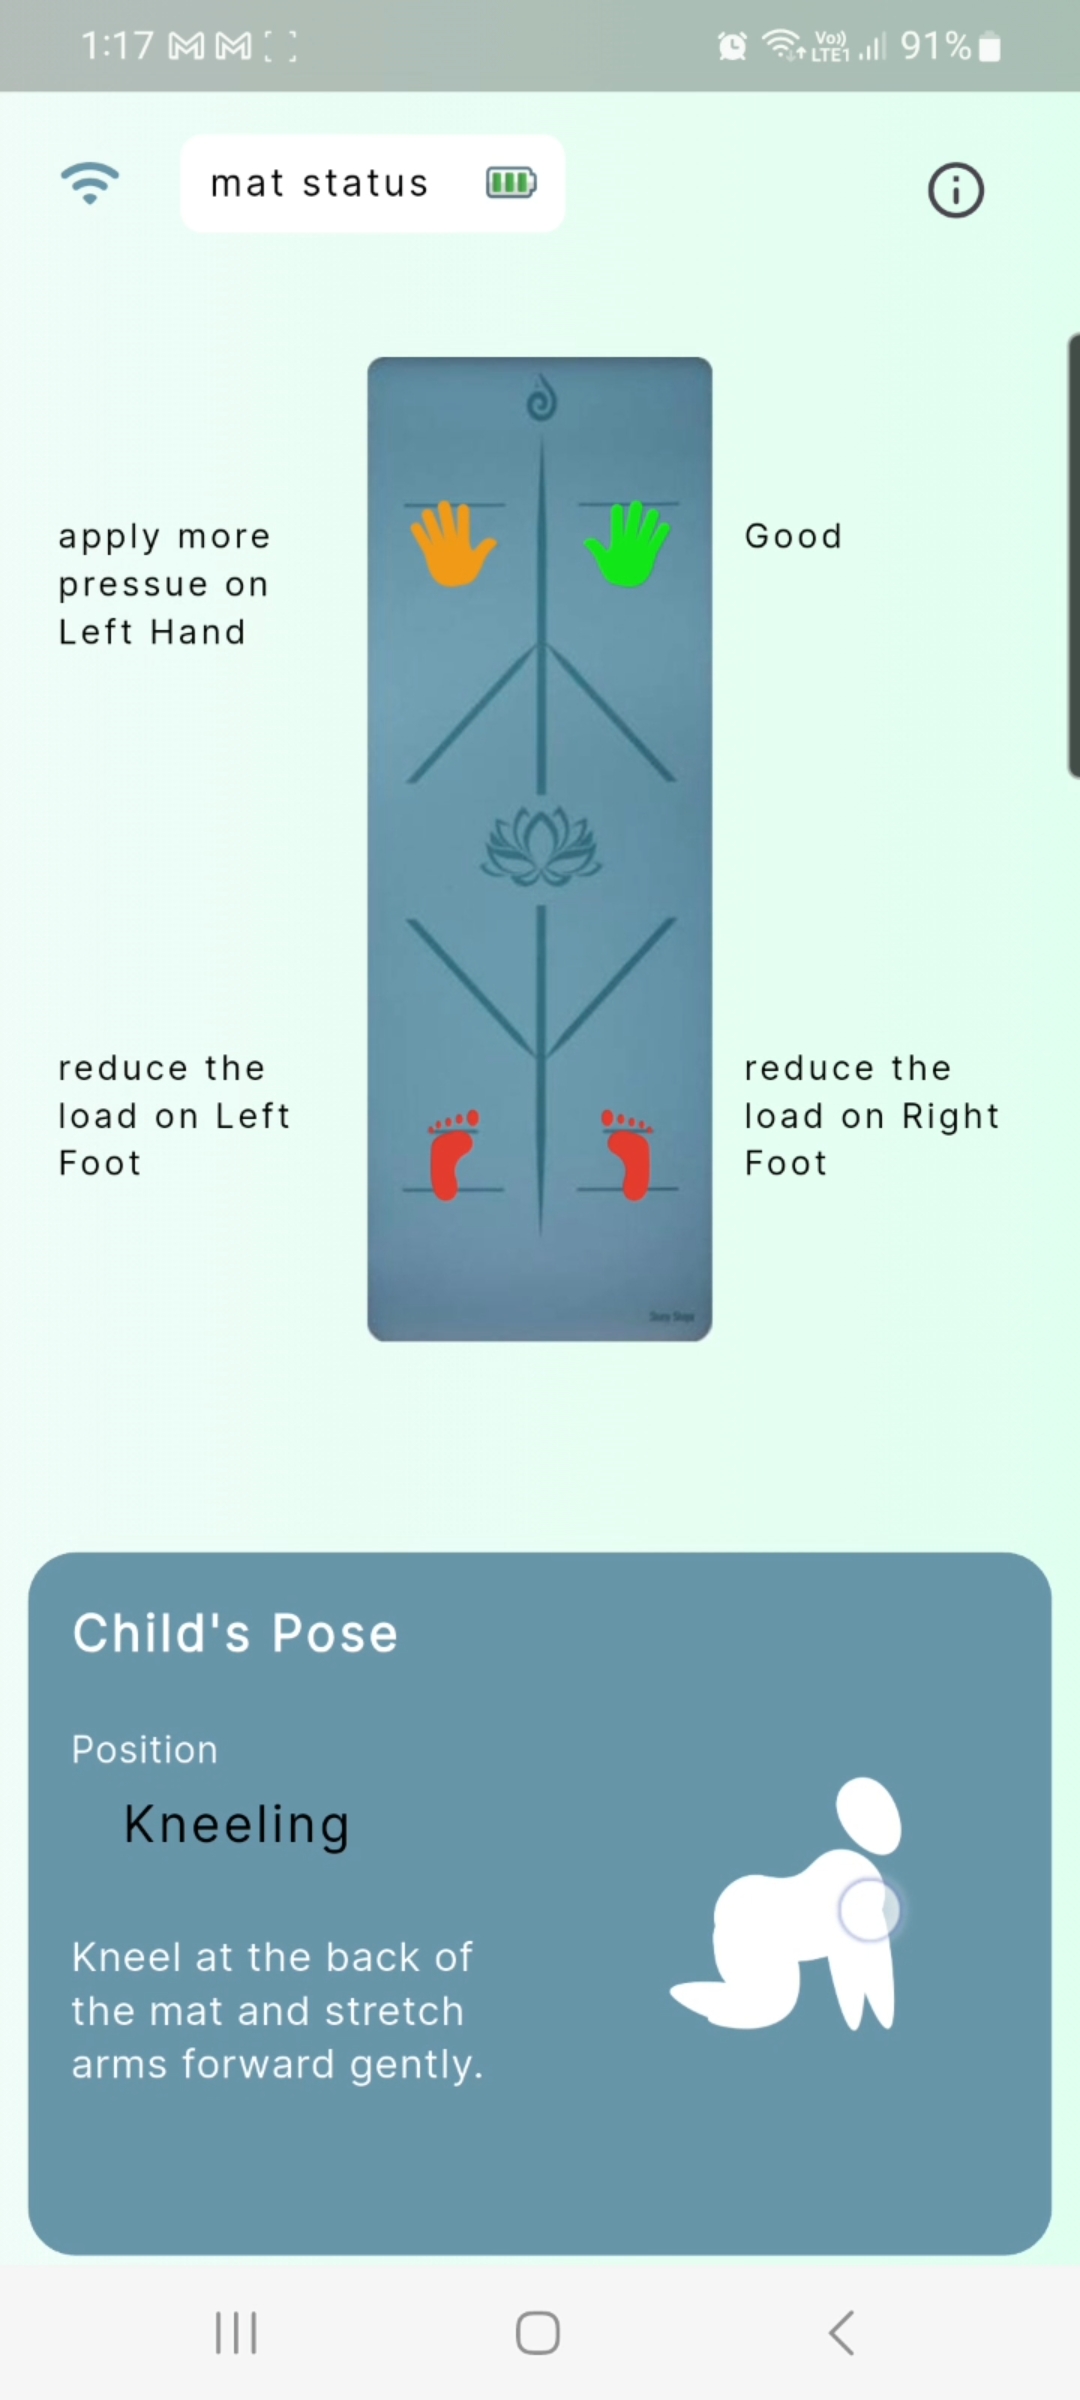 1:17
Vo))
LTE1
91%
mat status
apply more
pressue on
Left Hand
Good
reduce the
load on Left
Foot
reduce the
load on Right
Foot
Child's Pose
Position
Kneeling
Kneel at the back of
the mat and stretch
arms forward gently.